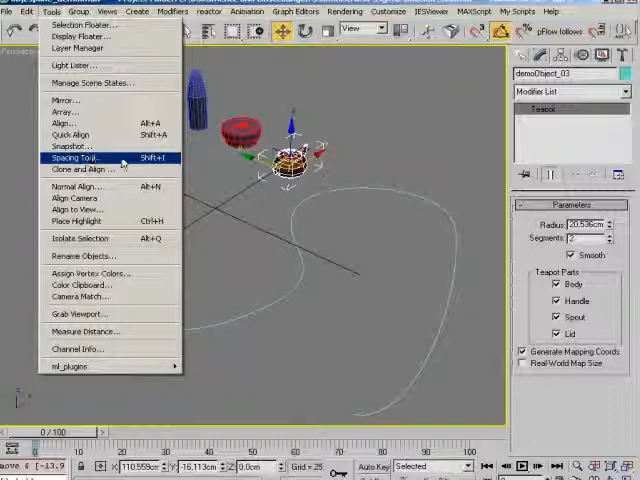 File Edit Tools Group Views Create Modifiers reactor Animation Graph Editors Rendering Customize MAXScript Help
View
pFlow presets:
Perspective
Selection Floater...
Display Floater...
Layer Manager
Light Lister...
Manage Scene States...
Mirror...
Array...
Align... Alt+A
Quick Align Shift+A
Snapshot...
Spacing Tool... Shift+I
Clone and Align ...
Normal Align... Alt+N
Align Camera
Align to View...
Place Highlight Ctrl+H
Isolate Selection Alt+Q
Rename Objects...
Assign Vertex Colors...
Color Clipboard...
Camera Match...
Grab Viewport...
Measure Distance...
Channel Info...
ml_plugins
demoObject_03
Modifier List
Teapot
- Parameters
Radius: 20,536cm
Segments: 2
Smooth
Teapot Parts
Body
Handle
Spout
Lid
Generate Mapping Coords.
Real-World Map Size
0 / 100
0 10 20 30 40 50 60 70 80 90 100
move $ [-13.9
X: 110,559cm Y: -16,113cm Z: 0,0cm Grid = 25,
Auto Key Selected
Set Key